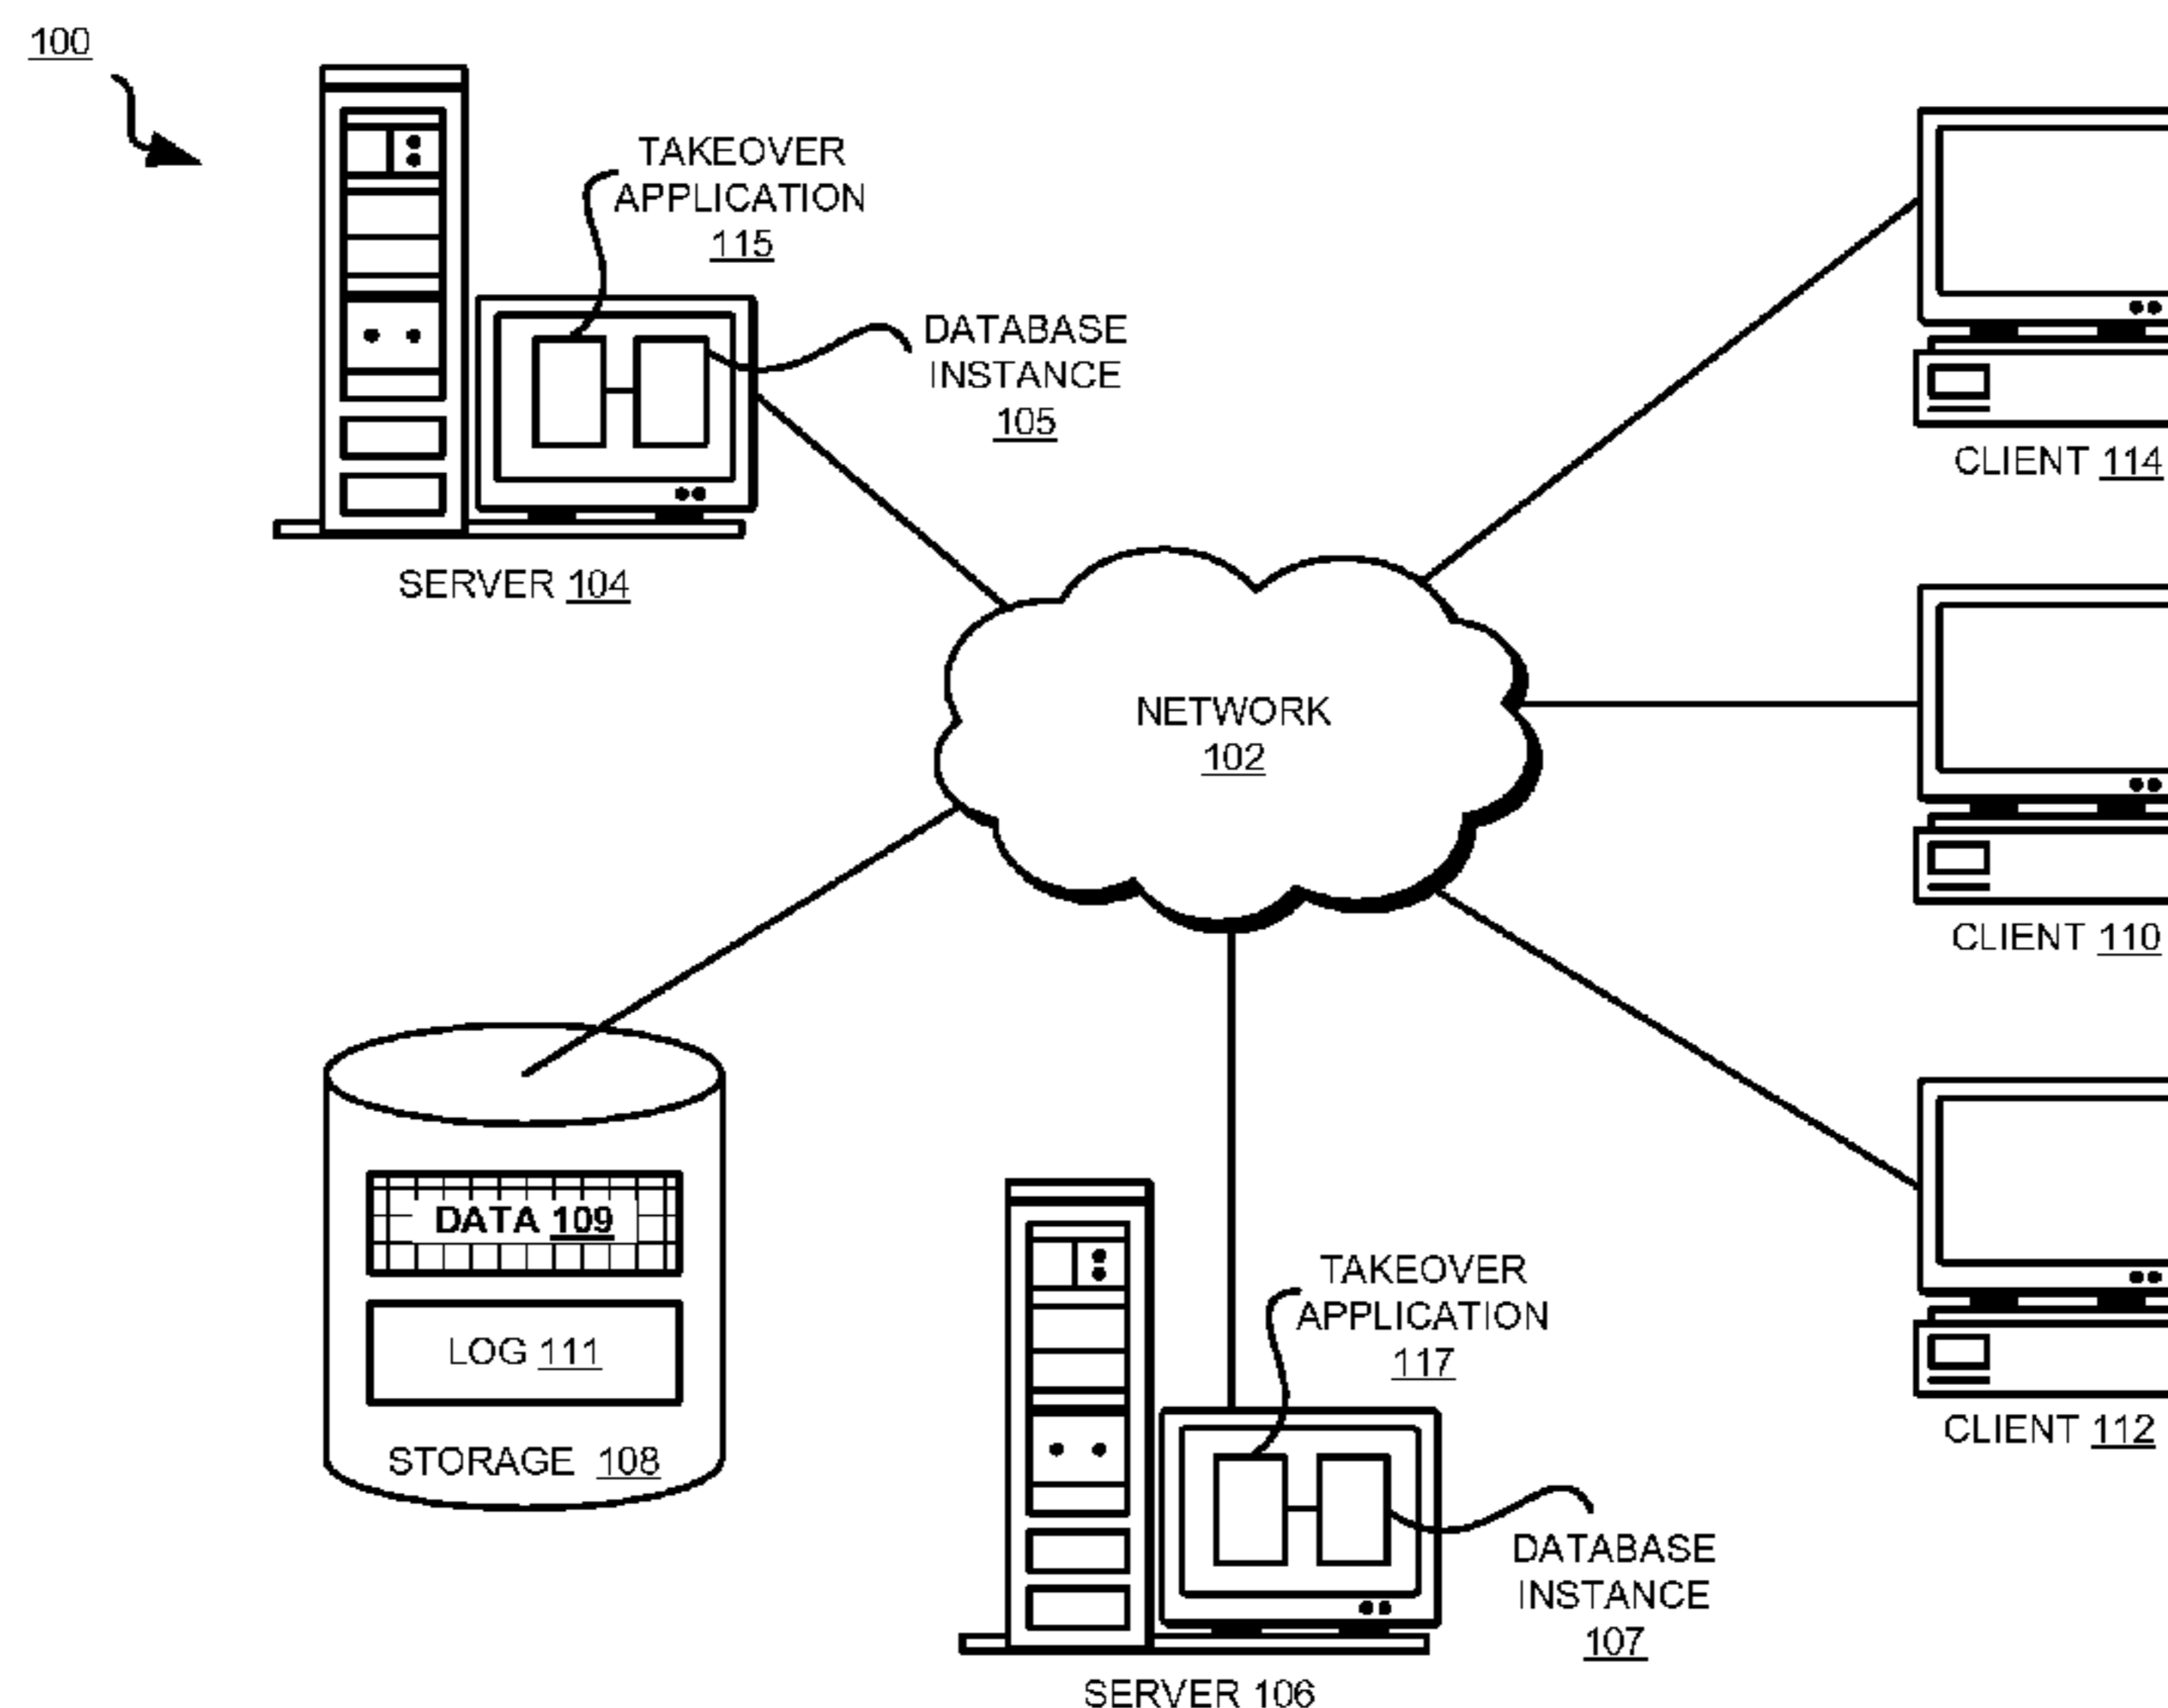 100
TAKEOVER
APPLICATION
115
DATABASE
INSTANCE
105
SERVER 104
CLIENT 114
NETWORK
102
CLIENT 110
DATA 109
LOG 111
STORAGE 108
TAKEOVER
APPLICATION
117
DATABASE
INSTANCE
107
SERVER 106
CLIENT 112